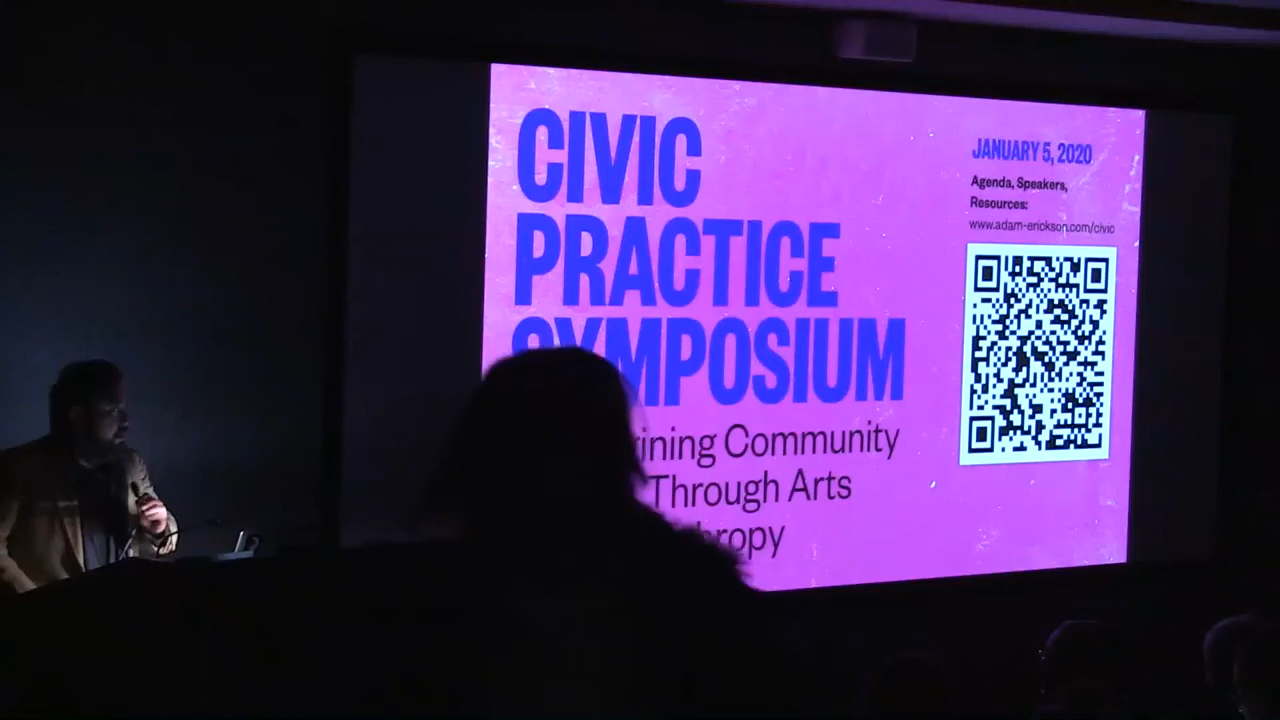 CIVIC
PRACTICE
SYMPOSIUM
Community
Through Arts
JANUARY 5, 2020
Agenda, Speakers,
Resources:
www.adam-erickson.com/civic